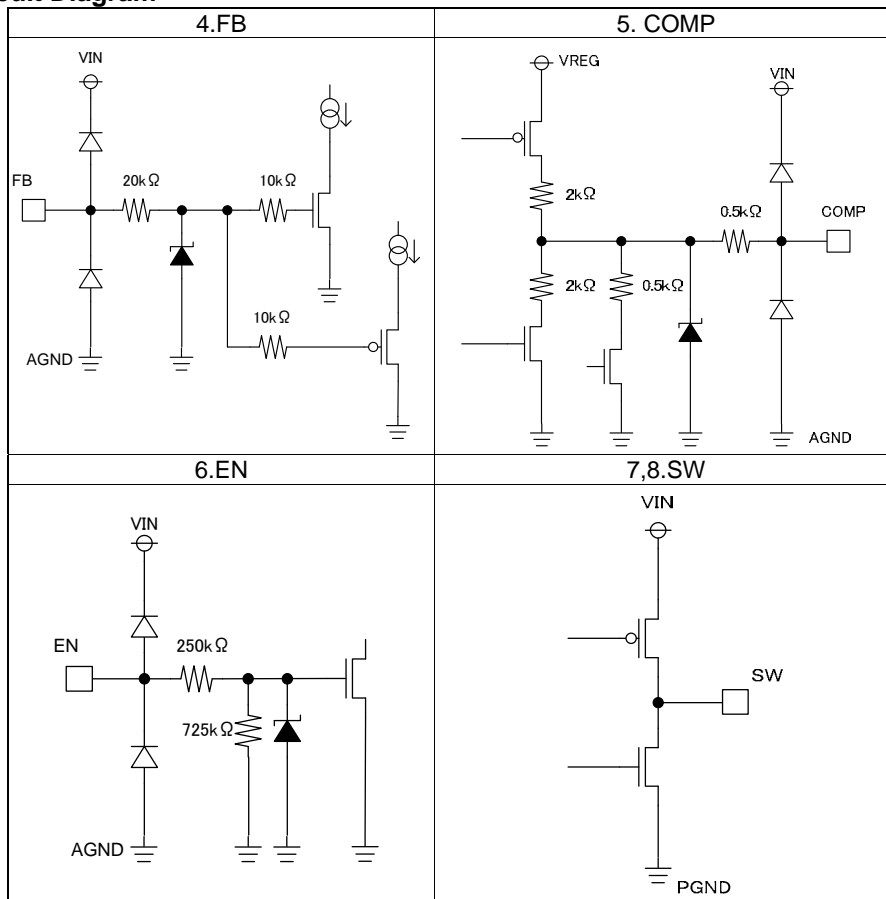 4.FB
VIN
FB
20kΩ
10kΩ
10kΩ
AGND
5. COMP
VREG
VIN
2kΩ
0.5kΩ
COMP
2kΩ
0.5kΩ
AGND
6.EN
VIN
EN
250kΩ
725kΩ
AGND
7,8.SW
VIN
SW
PGND